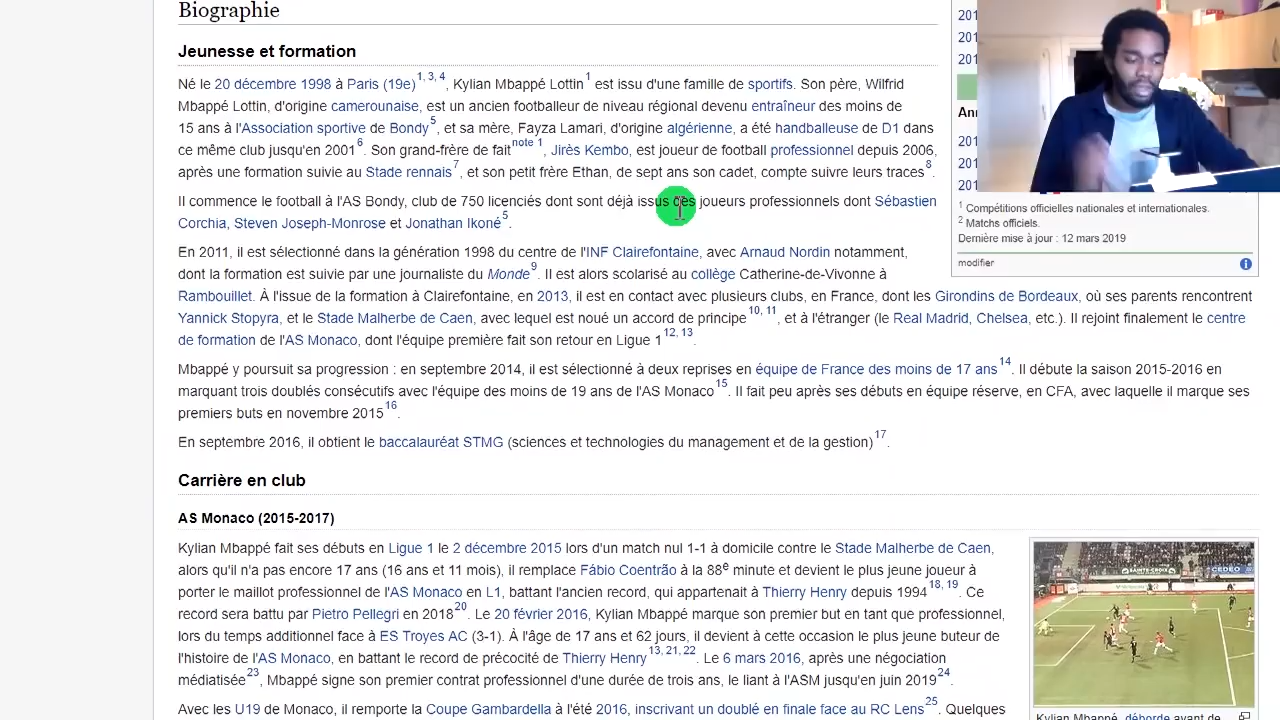 Biographie
Jeunesse et formation
Né le 20 décembre 1998 à Paris (19e)1, 3, 4, Kylian Mbappé Lottin1 est issu d'une famille de sportifs. Son père, Wilfrid
Mbappé Lottin, d'origine camerounaise, est un ancien footballeur de niveau régional devenu entraîneur des moins de
15 ans à l'Association sportive de Bondy5, et sa mère, Fayza Lamari, d'origine algérienne, a été handballeuse de D1 dans
ce même club jusqu'en 20016. Son grand-frère de faitnote 1, Jirès Kembo, est joueur de football professionnel depuis 2006,
après une formation suivie au Stade rennais7, et son petit frère Ethan, de sept ans son cadet, compte suivre leurs traces8.
Il commence le football à l'AS Bondy, club de 750 licenciés dont sont déjà issus des joueurs professionnels dont Sébastien
Corchia, Steven Joseph-Monrose et Jonathan Ikoné5.
En 2011, il est sélectionné dans la génération 1998 du centre de l'INF Clairefontaine, avec Arnaud Nordin notamment,
dont la formation est suivie par une journaliste du Monde9. Il est alors scolarisé au collège Catherine-de-Vivonne à
Rambouillet. À l'issue de la formation à Clairefontaine, en 2013, il est en contact avec plusieurs clubs, en France, dont les Girondins de Bordeaux, où ses parents rencontrent
Yannick Stopyra, et le Stade Malherbe de Caen, avec lequel est noué un accord de principe10, 11, et à l'étranger (le Real Madrid, Chelsea, etc.). Il rejoint finalement le centre
de formation de l'AS Monaco, dont l'équipe première fait son retour en Ligue 112, 13.
Mbappé y poursuit sa progression : en septembre 2014, il est sélectionné à deux reprises en équipe de France des moins de 17 ans14. Il débute la saison 2015-2016 en
marquant trois doublés consécutifs avec l'équipe des moins de 19 ans de l'AS Monaco15. Il fait peu après ses débuts en équipe réserve, en CFA, avec laquelle il marque ses
premiers buts en novembre 201516.
En septembre 2016, il obtient le baccalauréat STMG (sciences et technologies du management et de la gestion)17.
Carrière en club
AS Monaco (2015-2017)
Kylian Mbappé fait ses débuts en Ligue 1 le 2 décembre 2015 lors d'un match nul 1-1 à domicile contre le Stade Malherbe de Caen,
alors qu'il n'a pas encore 17 ans (16 ans et 11 mois), il remplace Fábio Coentrão à la 88e minute et devient le plus jeune joueur à
porter le maillot professionnel de l'AS Monaco en L1, battant l'ancien record, qui appartenait à Thierry Henry depuis 199418, 19. Ce
record sera battu par Pietro Pellegri en 201820. Le 20 février 2016, Kylian Mbappé marque son premier but en tant que professionnel,
lors du temps additionnel face à ES Troyes AC (3-1). À l'âge de 17 ans et 62 jours, il devient à cette occasion le plus jeune buteur de
l'histoire de l'AS Monaco, en battant le record de précocité de Thierry Henry13, 21, 22. Le 6 mars 2016, après une négociation
médiatisée23, Mbappé signe son premier contrat professionnel d'une durée de trois ans, le liant à l'ASM jusqu'en juin 201924.
Avec les U19 de Monaco, il remporte la Coupe Gambardella à l'été 2016, inscrivant un doublé en finale face au RC Lens25. Quelques
201
201
201
Ann
201
201
201
1 Compétitions officielles nationales et internationales.
2 Matchs officiels.
Dernière mise à jour : 12 mars 2019
modifier
Kylian Mbappé, déborde avant de